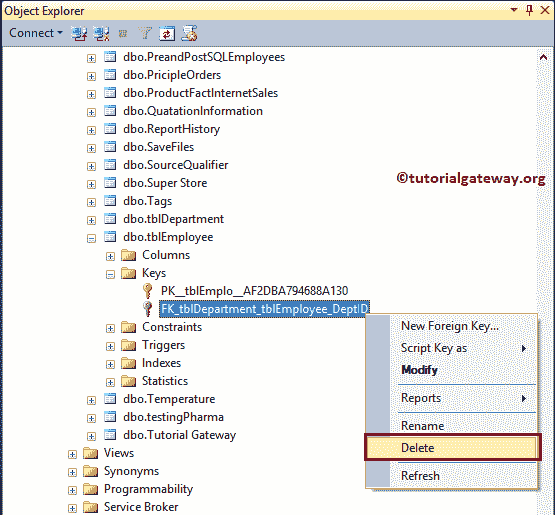 Object Explorer
Connect
dbo.PreandPostSQLEmployees
dbo.PricipleOrders
dbo.ProductFactInternetSales
dbo.QuatationInformation
dbo.ReportHistory
dbo.SaveFiles
dbo.SourceQualifier
dbo.Super Store
©tutorialgateway.org
dbo.Tags
dbo.tblDepartment
dbo.tblEmployee
Columns
Keys
PK__tblEmplo__AF2DBA794688A130
FK_tblDepartment_tblEmployee_DeptID
Constraints
Triggers
Indexes
Statistics
dbo.Temperature
dbo.testingPharma
dbo.Tutorial Gateway
Views
Synonyms
Programmability
Service Broker
New Foreign Key...
Script Key as
Modify
Reports
Rename
Delete
Refresh